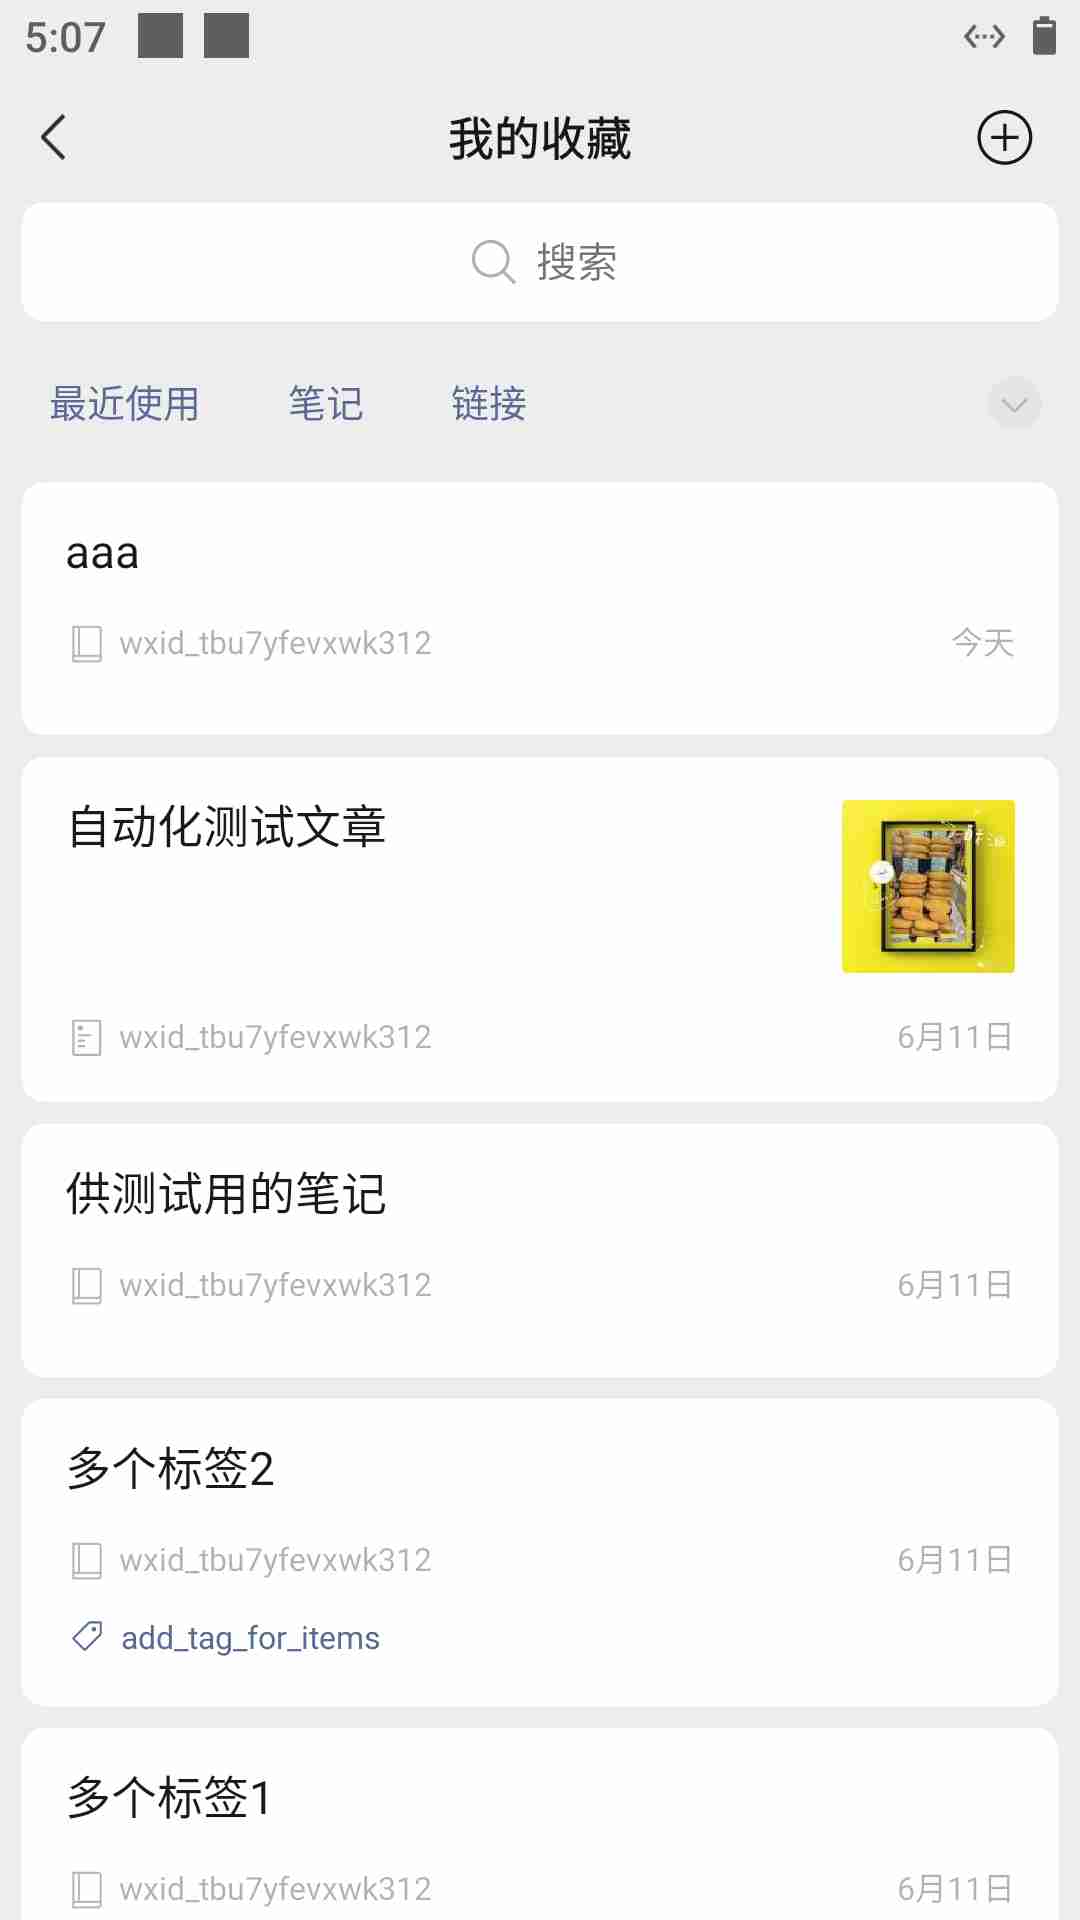 5:07
我的收藏
搜索
最近使用 笔记 链接
aaa
wxid_tbu7yfevxwk312 今天
自动化测试文章
wxid_tbu7yfevxwk312 6月11日
供测试用的笔记
wxid_tbu7yfevxwk312 6月11日
多个标签2
wxid_tbu7yfevxwk312 6月11日
add_tag_for_items
多个标签1
wxid_tbu7yfevxwk312 6月11日